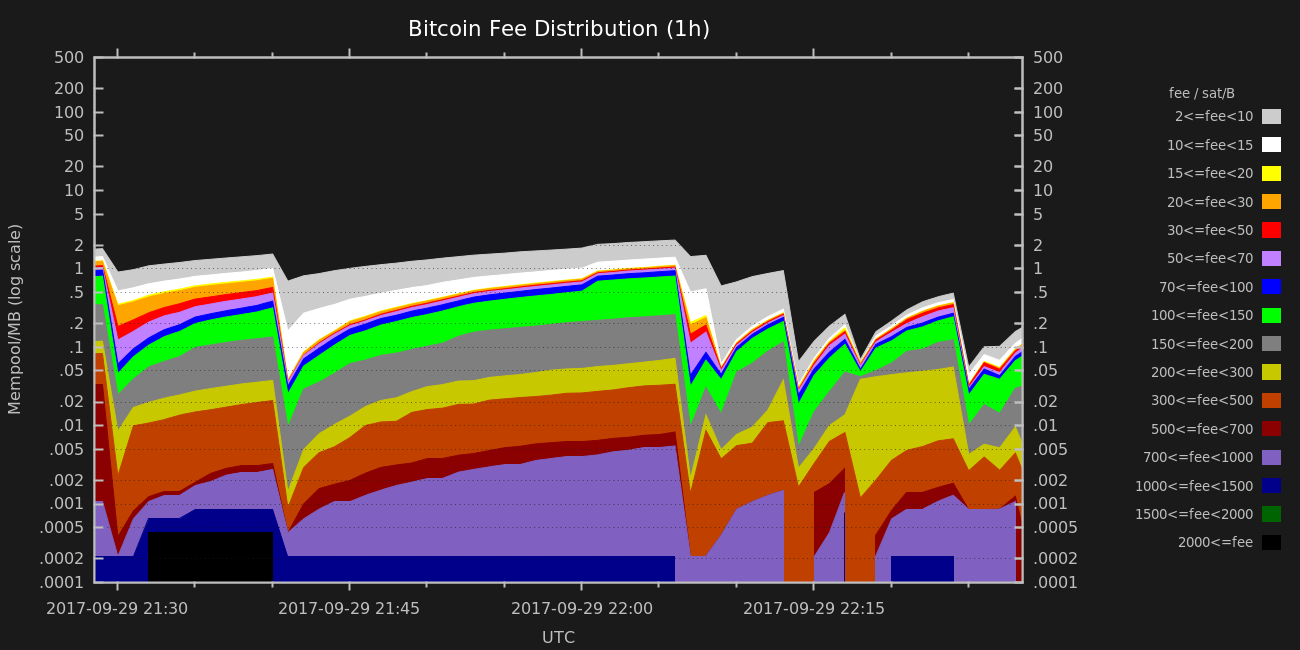 Bitcoin Fee Distribution (1h)
Mempool/MB (log scale)
500
200
100
50
20
10
5
2
1
.5
.2
.1
.05
.02
.01
.005
.002
.001
.0005
.0002
.0001
500
200
100
50
20
10
5
2
1
.5
.2
.1
.05
.02
.01
.005
.002
.001
.0005
.0002
.0001
fee / sat/B
2<=fee<10
10<=fee<15
15<=fee<20
20<=fee<30
30<=fee<50
50<=fee<70
70<=fee<100
100<=fee<150
150<=fee<200
200<=fee<300
300<=fee<500
500<=fee<700
700<=fee<1000
1000<=fee<1500
1500<=fee<2000
2000<=fee
2017-09-29 21:30 2017-09-29 21:45 2017-09-29 22:00 2017-09-29 22:15
UTC